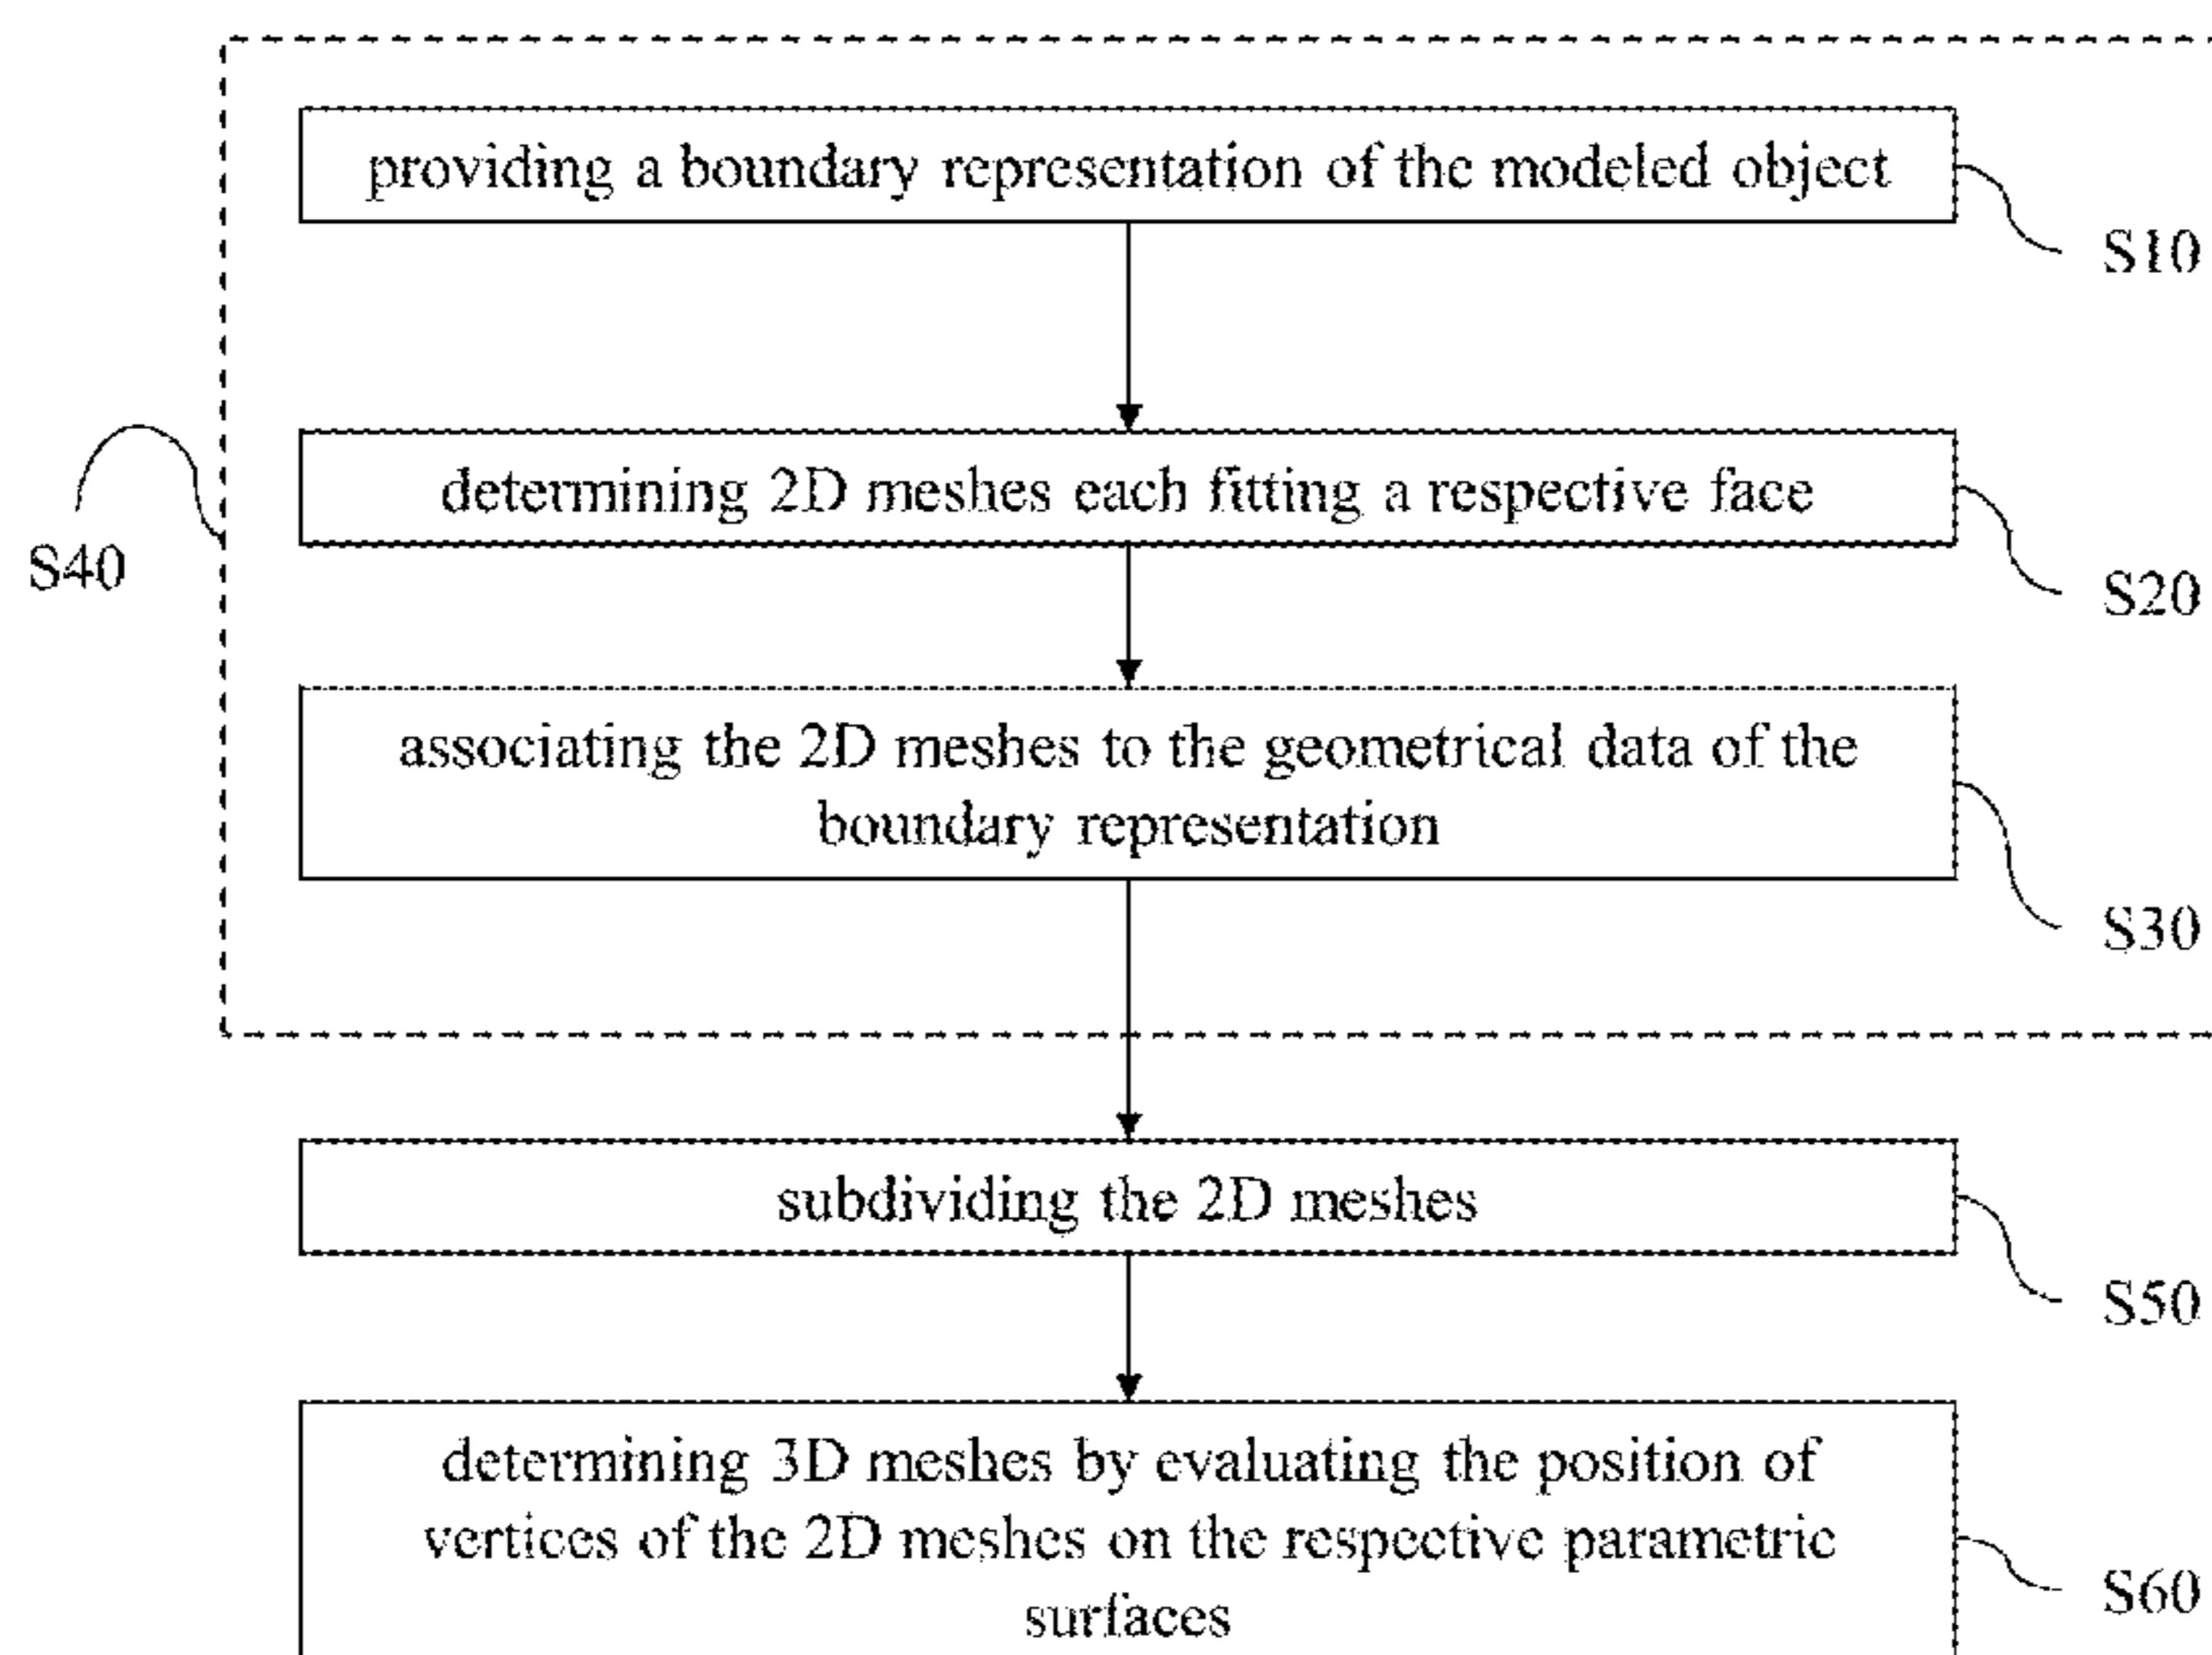 providing a boundary representation of the modeled object
S10
determining 2D meshes each fitting a respective face
S40
S20
associating the 2D meshes to the geometrical data of the
boundary representation
S30
subdividing the 2D meshes
S50
determining 3D meshes by evaluating the position of
vertices of the 2D meshes on the respective parametric
surfaces
S60